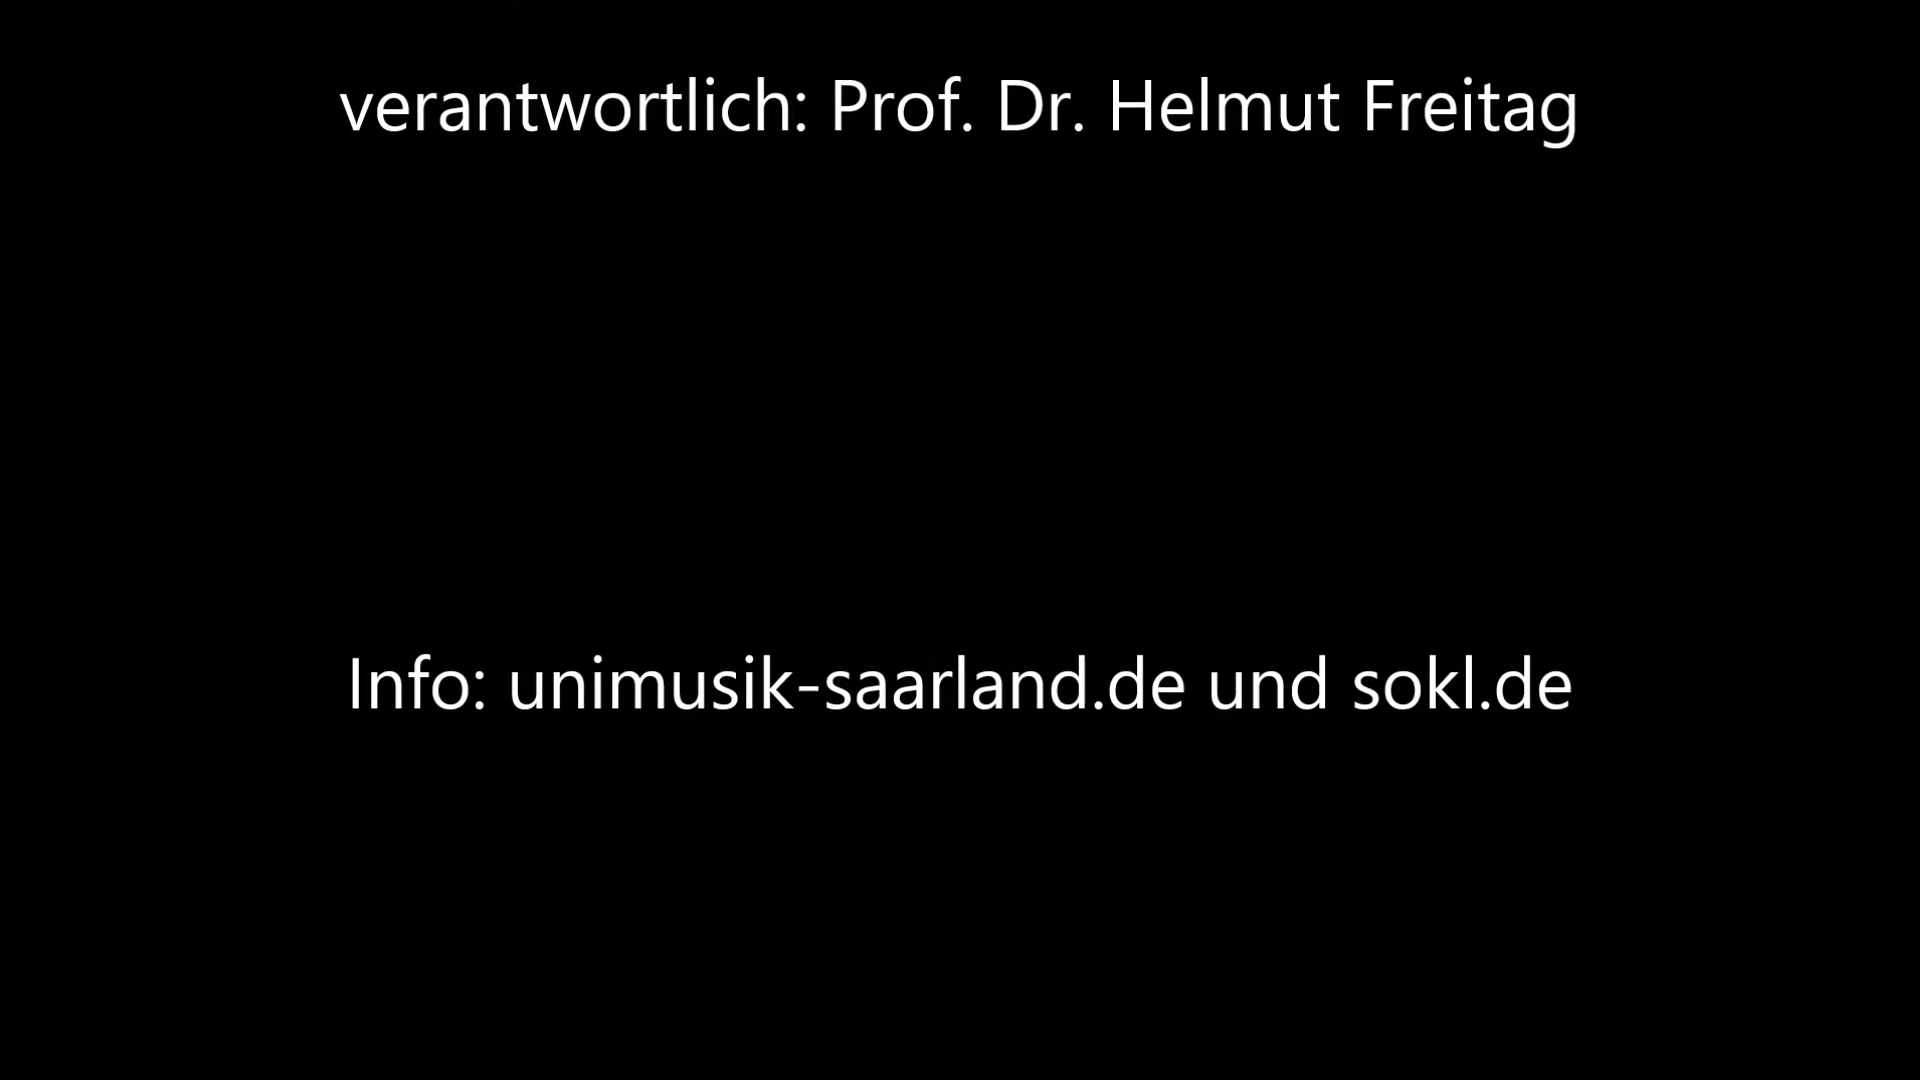 verantwortlich: Prof. Dr. Helmut Freitag
Info: unimusik-saarland.de und sokl.de